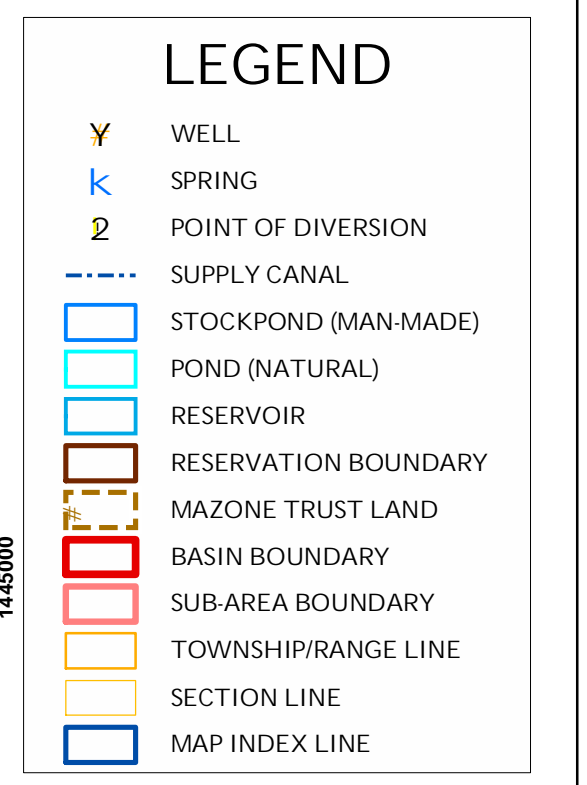 LEGEND
WELL
k SPRING
2 POINT OF DIVERSION
SUPPLY CANAL
STOCKPOND (MAN-MADE)
POND (NATURAL)
RESERVOIR
RESERVATION BOUNDARY
# MAZONE TRUST LAND
BASIN BOUNDARY
SUB-AREA BOUNDARY
TOWNSHIP/RANGE LINE
SECTION LINE
MAP INDEX LINE
1445000